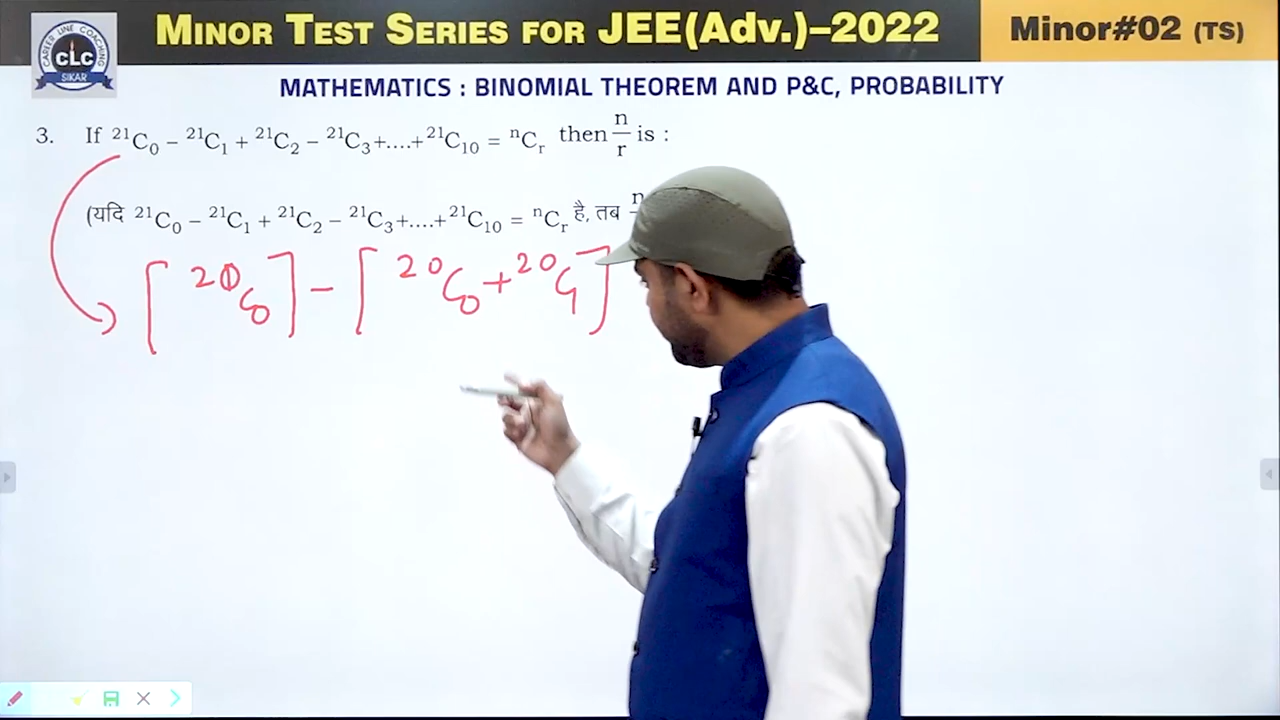 MINOR TEST SERIES FOR JEE(Adv.)–2022
Minor#02 (TS)
CAREER LINE COACHING
CLC
SIKAR
MATHEMATICS : BINOMIAL THEOREM AND P&C, PROBABILITY
3. If ²¹C₀ – ²¹C₁ + ²¹C₂ – ²¹C₃+....+²¹C₁₀ = ⁿCᵣ then n/r is :
(यदि ²¹C₀ – ²¹C₁ + ²¹C₂ – ²¹C₃+....+²¹C₁₀ = ⁿCᵣ है, तब n
[²⁰C₀] – [²⁰C₀ + ²⁰C₁]